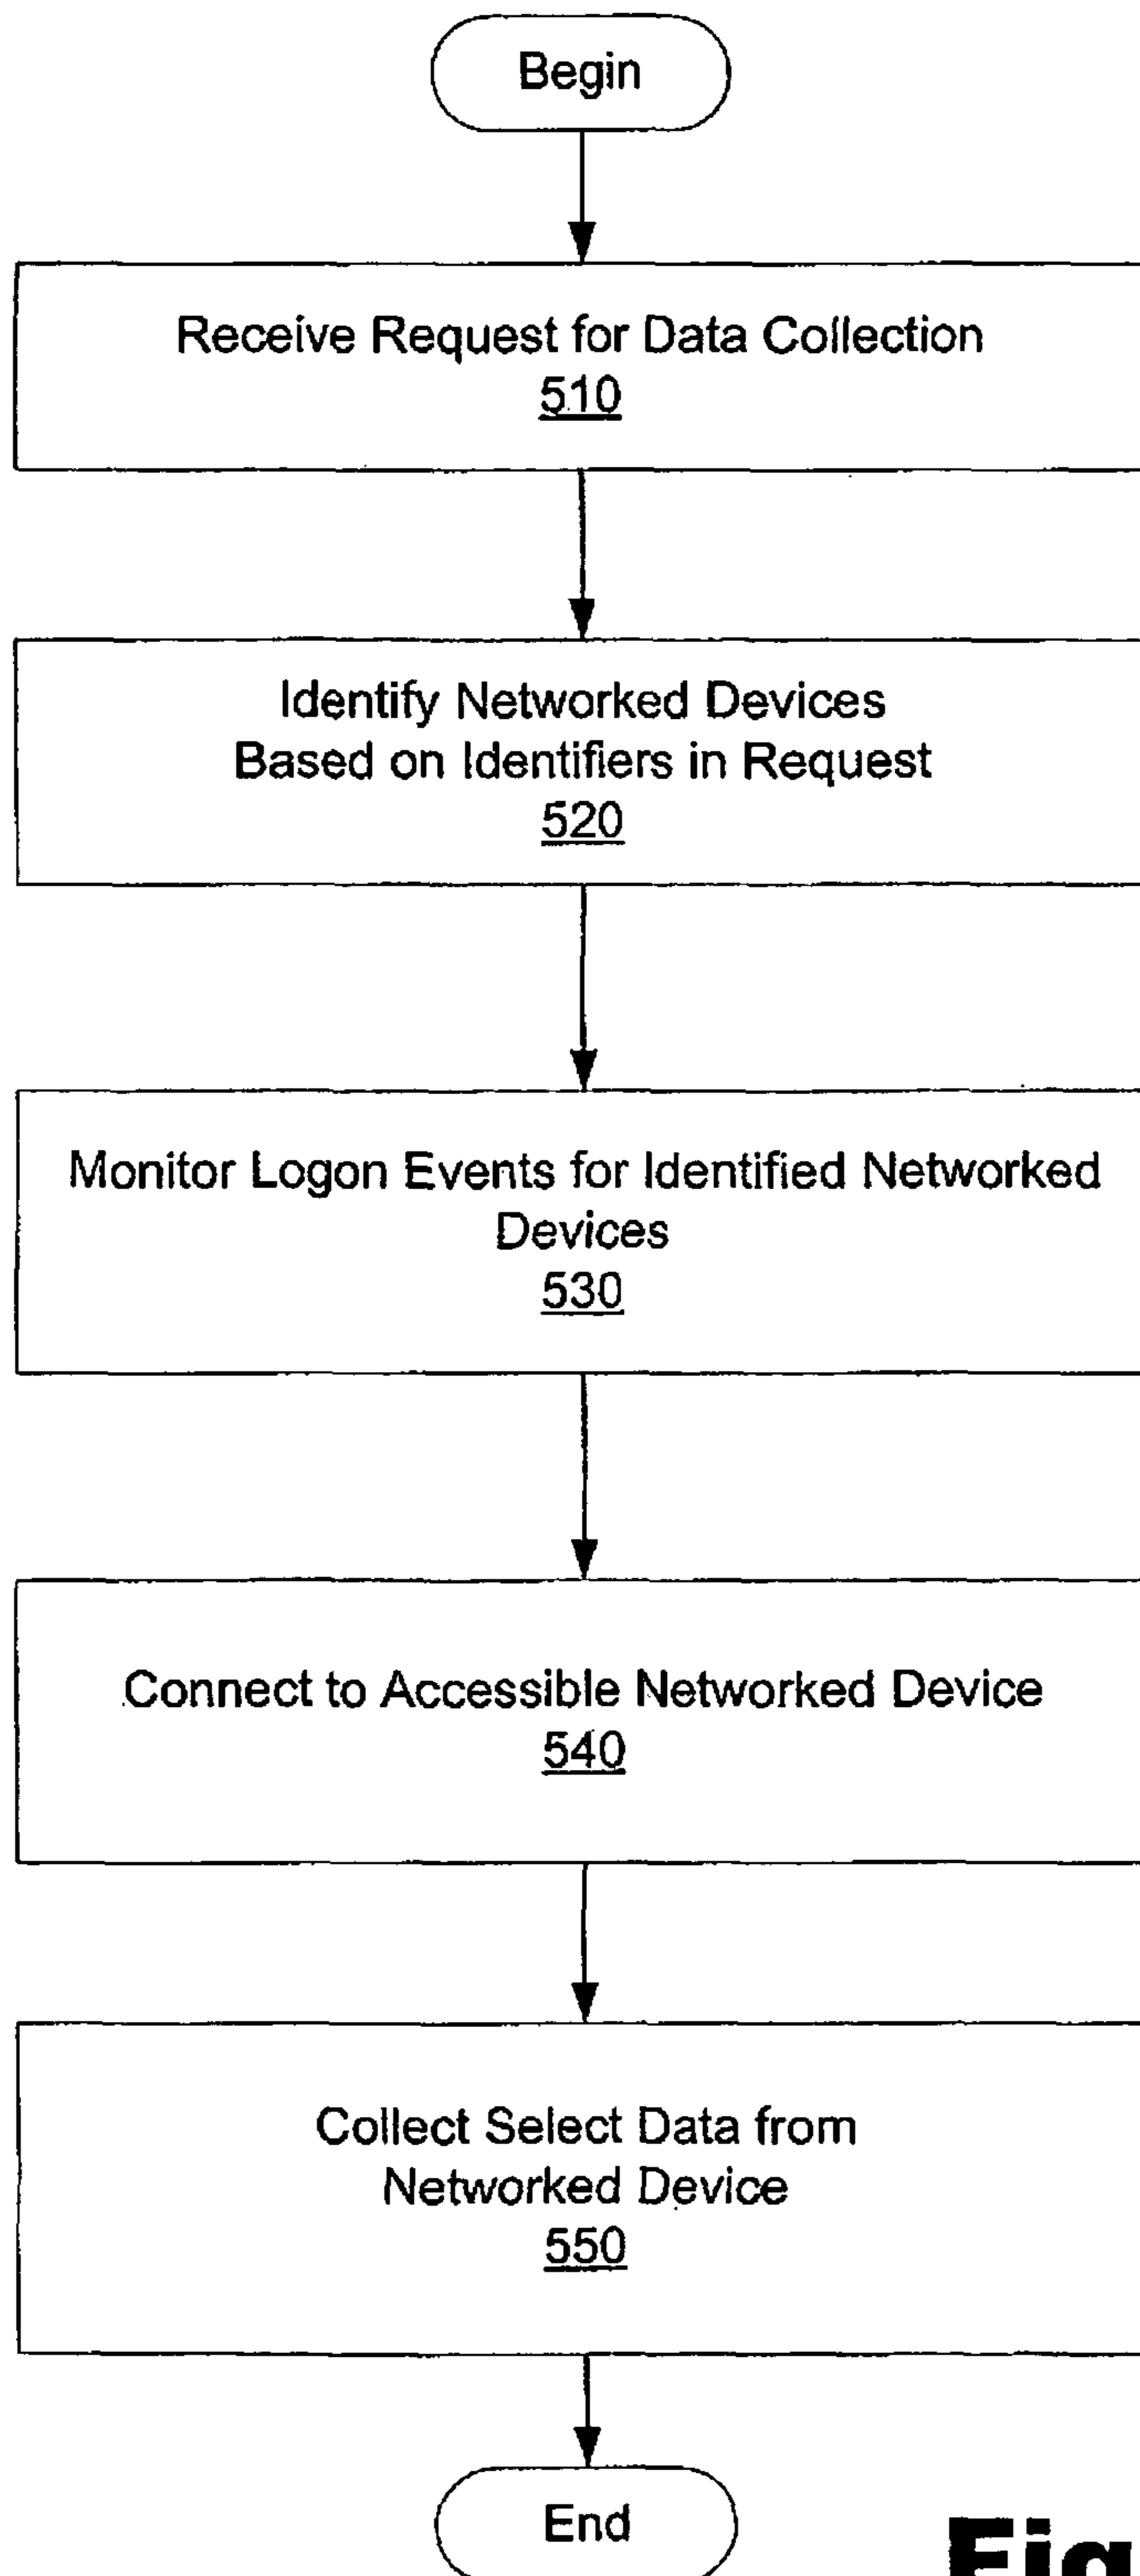 Begin
Receive Request for Data Collection
510
Identify Networked Devices
Based on Identifiers in Request
520
Monitor Logon Events for Identified Networked
Devices
530
Connect to Accessible Networked Device
540
Collect Select Data from
Networked Device
550
End
Fig